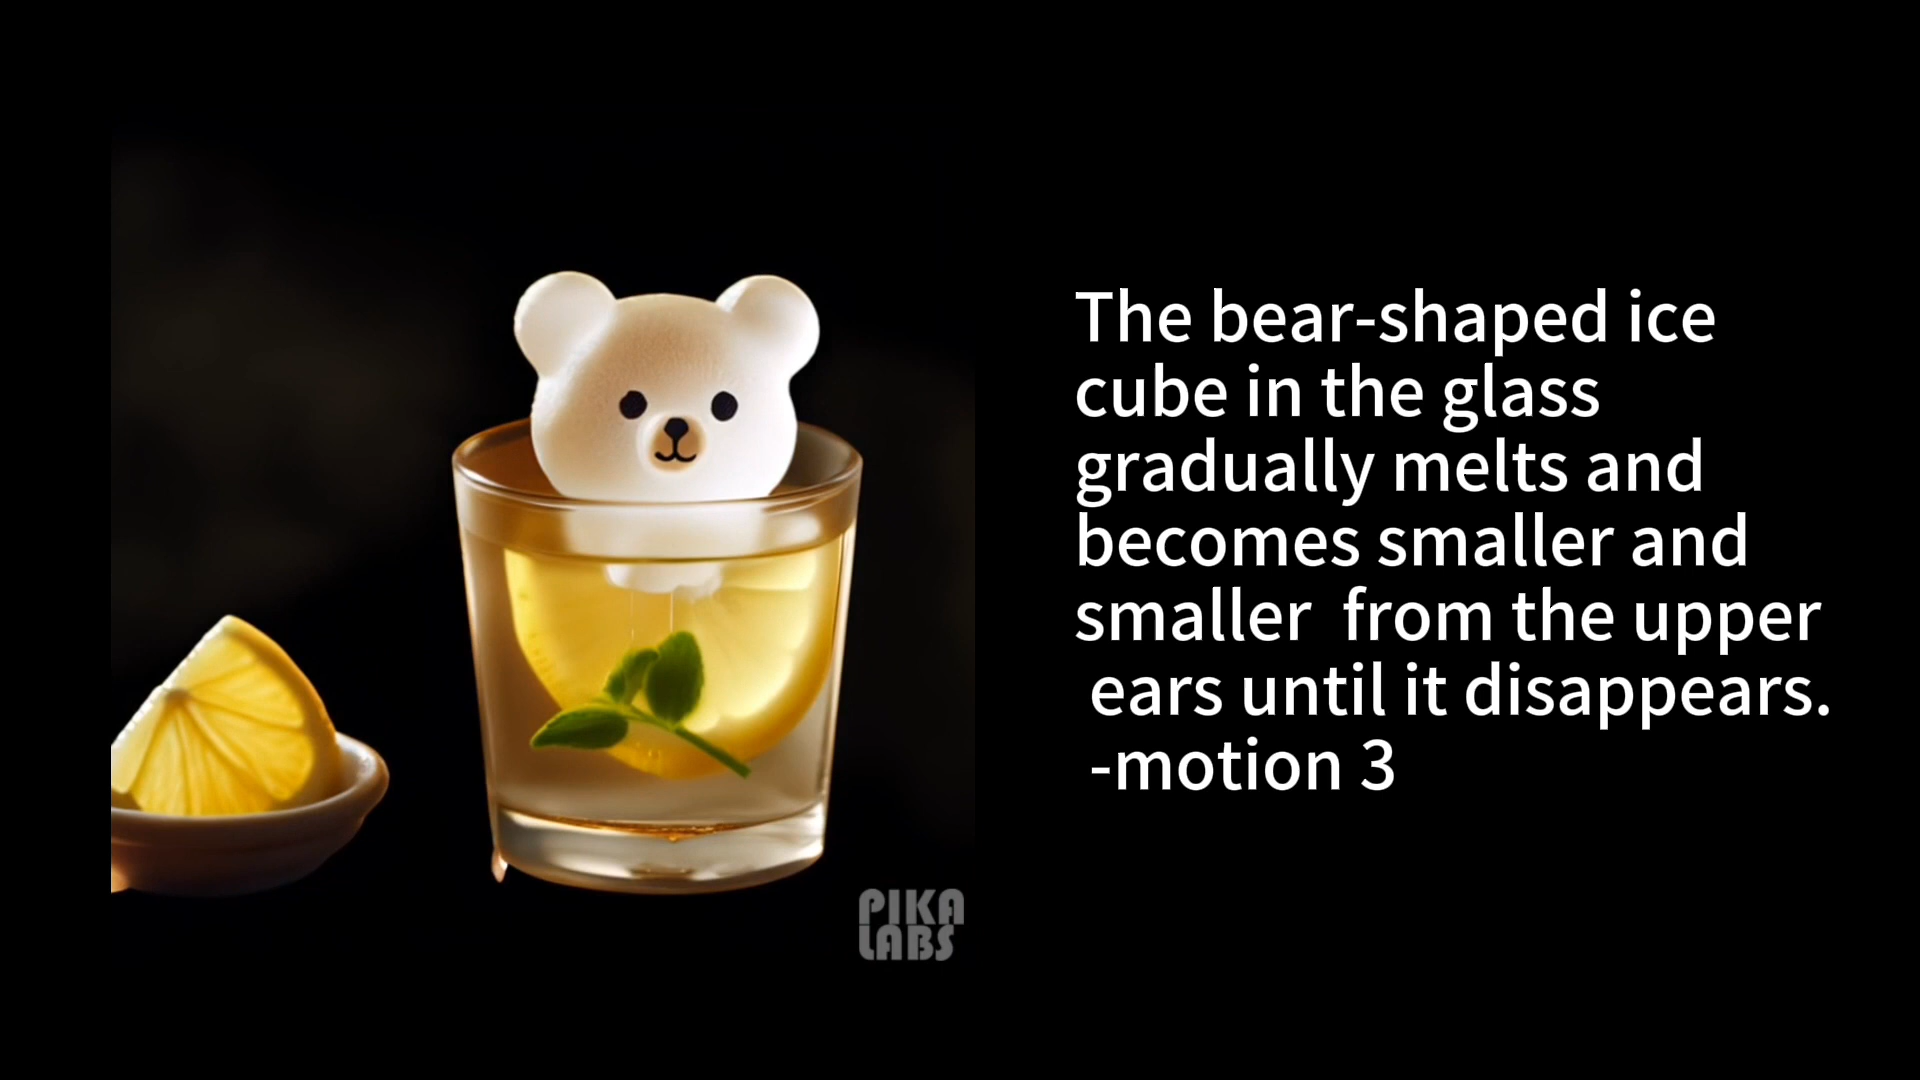 The bear-shaped ice
cube in the glass
gradually melts and
becomes smaller and
smaller  from the upper
ears until it disappears.
-motion 3
PIKA
LABS